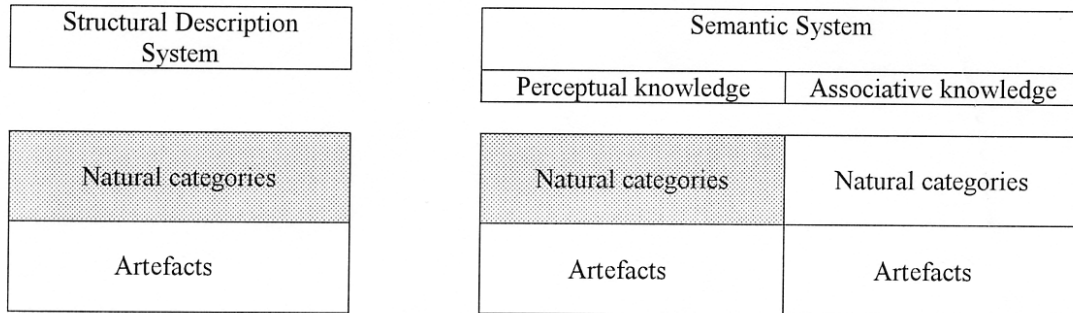 Structural Description
System
Semantic System
Perceptual knowledge
Associative knowledge
Natural categories
Natural categories
Natural categories
Artefacts
Artefacts
Artefacts